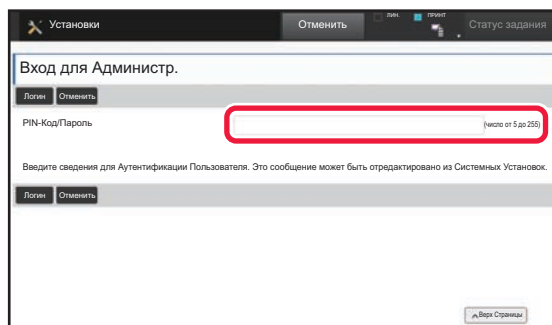 Установки
Отменить
ЛИН.
ПРИНТ
Статус задания
Вход для Администр.
Логин Отменить
PIN-Код/Пароль
(число от 5 до 255)
Введите сведения для Аутентификации Пользователя. Это сообщение может быть отредактировано из Системных Установок.
Логин Отменить
Верх Страницы